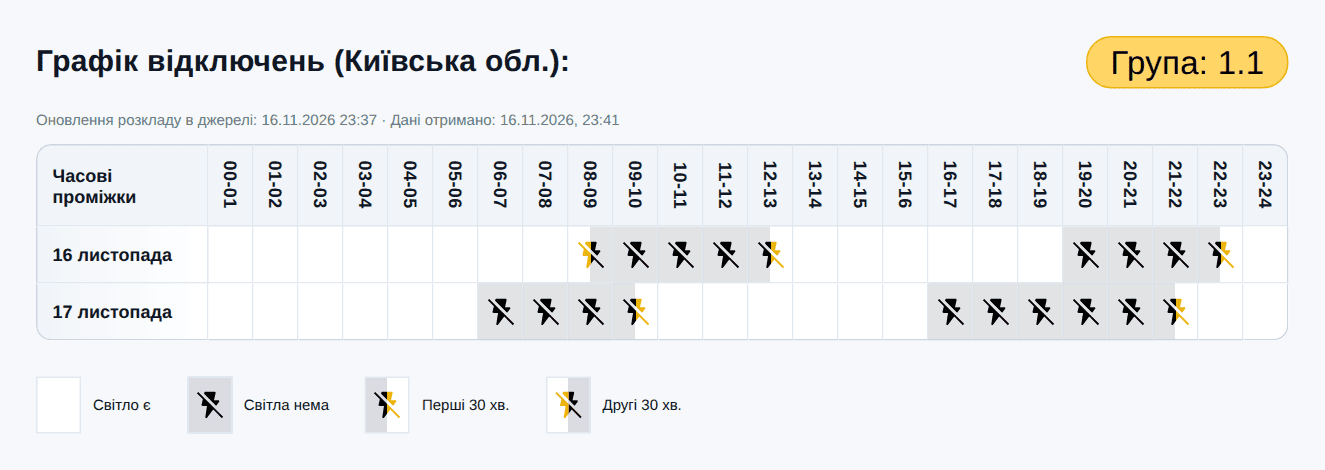 Графік відключень (Київська обл.):
Група: 1.1
Оновлення розкладу в джерелі: 16.11.2026 23:37 · Дані отримано: 16.11.2026, 23:41
Часові
проміжки
00-01
01-02
02-03
03-04
04-05
05-06
06-07
07-08
08-09
09-10
10-11
11-12
12-13
13-14
14-15
15-16
16-17
17-18
18-19
19-20
20-21
21-22
22-23
23-24
16 листопада
17 листопада
Світло є
Світла нема
Перші 30 хв.
Другі 30 хв.